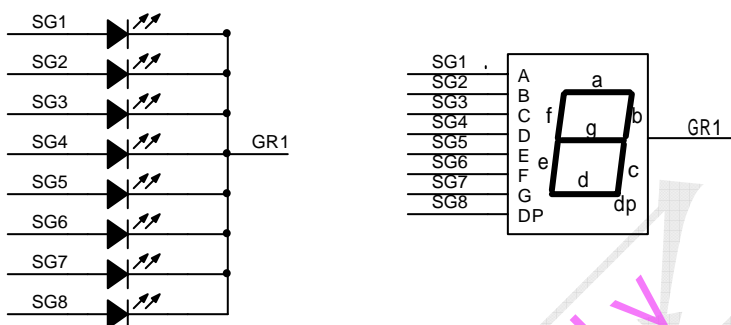 SG1
SG2
SG3
SG4
SG5
SG6
SG7
SG8
GR1
SG1
SG2
SG3
SG4
SG5
SG6
SG7
SG8
A
B
C
D
E
F
G
DP
a
f
b
g
e
c
d
dp
GR1